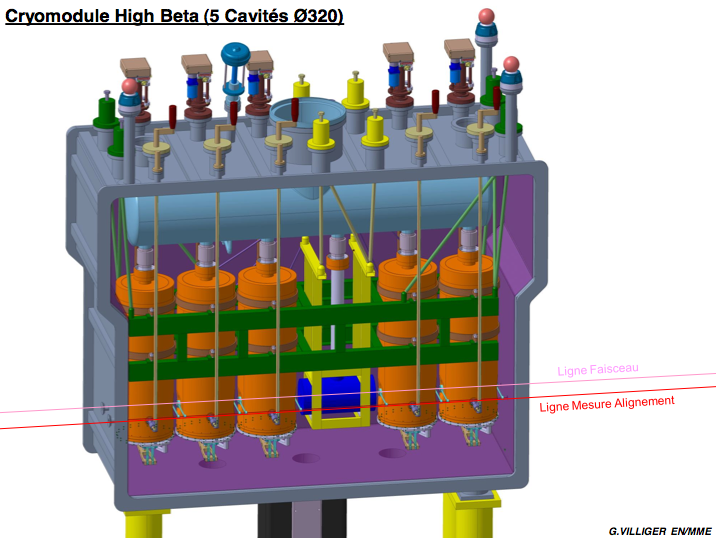 Cryomodule High Beta (5 Cavités Ø320)
Ligne Faisceau
Ligne Mesure Alignement
G.VILLIGER EN/MME